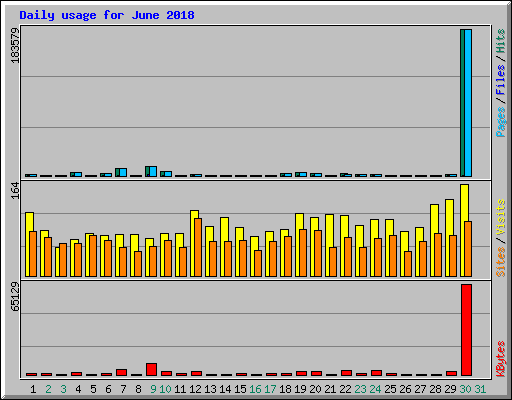 Daily usage for June 2018
183579
Pages / Files / Hits
164
Sites / Visits
65129
KBytes
1 2 3 4 5 6 7 8 9 10 11 12 13 14 15 16 17 18 19 20 21 22 23 24 25 26 27 28 29 30 31